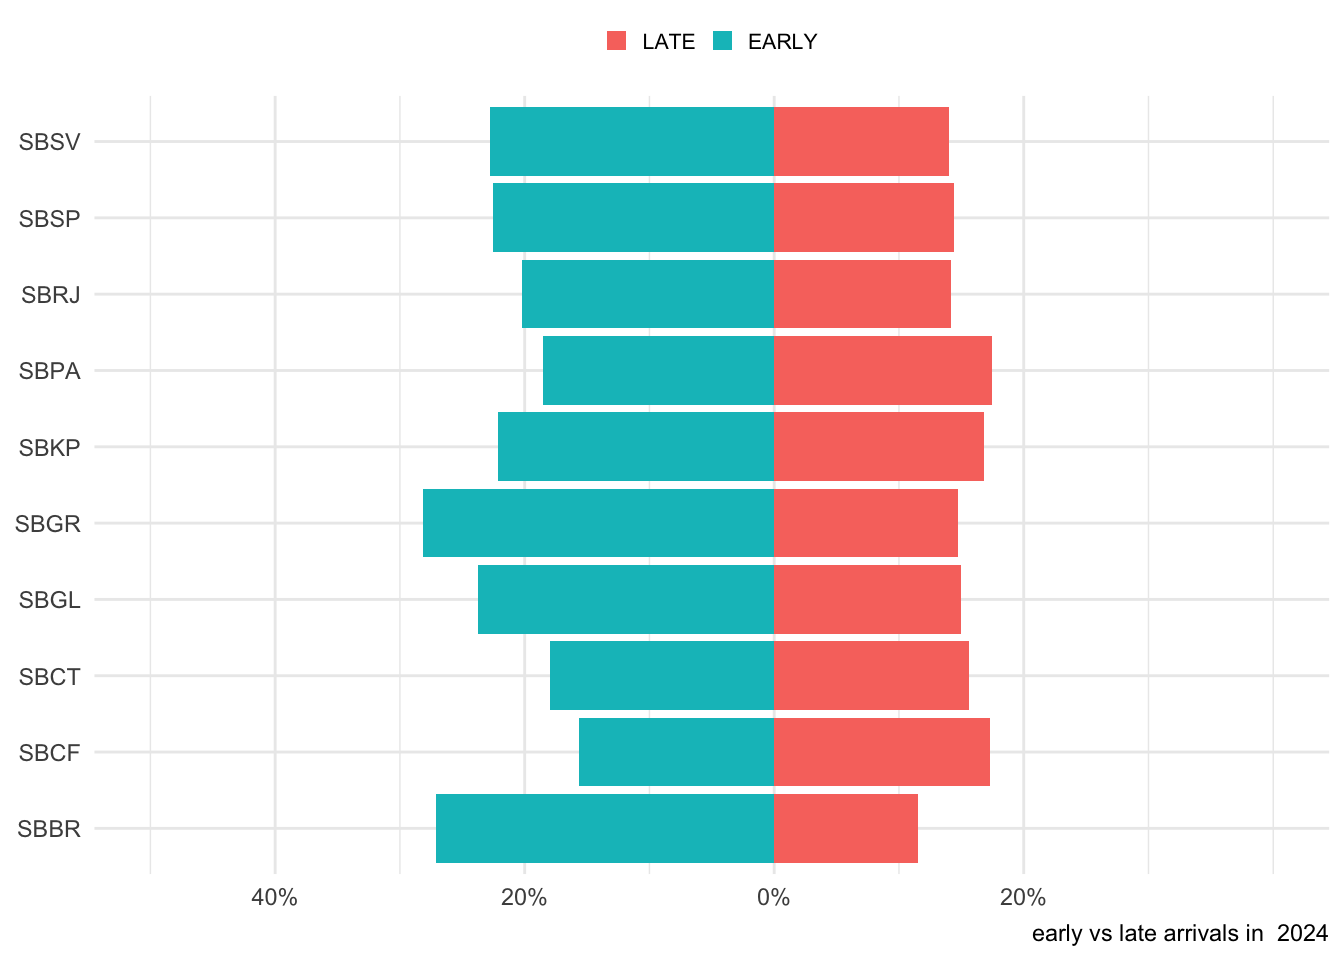 LATE EARLY
SBSV
SBSP
SBRJ
SBPA
SBKP
SBGR
SBGL
SBCT
SBCF
SBBR
40% 20% 0% 20%
early vs late arrivals in  2024